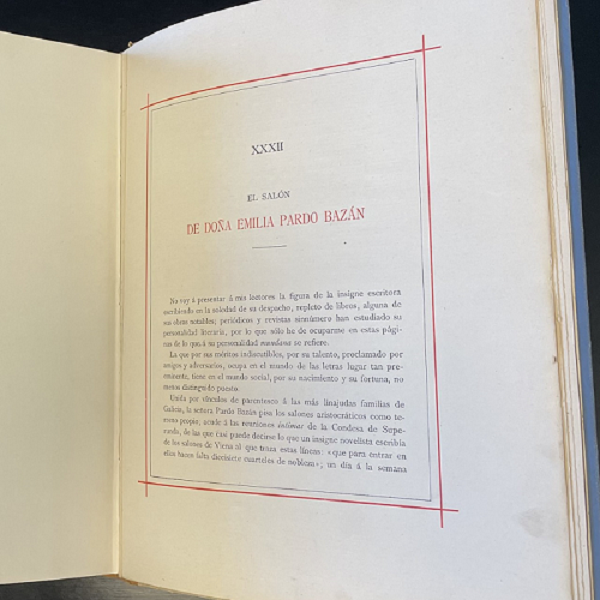 XXXII
EL SALÓN
DE DOÑA EMILIA PARDO BAZÁN
No voy á presentar á mis lectores la figura de la insigne escritora
escribiendo en la soledad de su despacho, repleto de libros, alguna de
sus obras notables; periódicos y revistas sinnúmero han estudiado su
personalidad literaria, por lo que sólo he de ocuparme en estas pági-
nas de lo que á su personalidad mundana se refiere.
La que por sus méritos indiscutibles, por su talento, proclamado por
amigos y adversarios, ocupa en el mundo de las letras lugar tan pre-
eminente, tiene en el mundo social, por su nacimiento y su fortuna, no
menos distinguido puesto.
Unida por vínculos de parentesco á las más linajudas familias de
Galicia, la señora Pardo Bazán pisa los salones aristocráticos como te-
rreno propio, acude á las reuniones íntimas de la Condesa de Supe-
runda, de las que casi puede decirse lo que un insigne novelista escribía
de los salones de Viena al que traza estas líneas: «que para entrar en
ellos hacen falta diecisiete cuarteles de nobleza»; un día á la semana